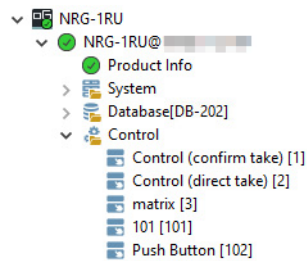 NRG-1RU
NRG-1RU@
Product Info
System
Database[DB-202]
Control
Control (confirm take) [1]
Control (direct take) [2]
matrix [3]
101 [101]
Push Button [102]